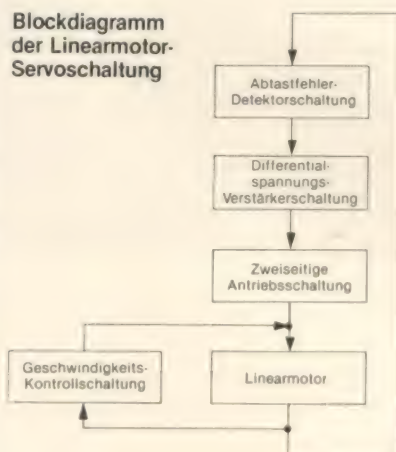 Blockdiagramm
der Linearmotor-
Servoschaltung
Abtastfehler-
Detektorschaltung
Differential-
spannungs-
Verstärkerschaltung
Zweiseitige
Antriebsschaltung
Geschwindigkeits-
Kontrollschaltung
Linearmotor